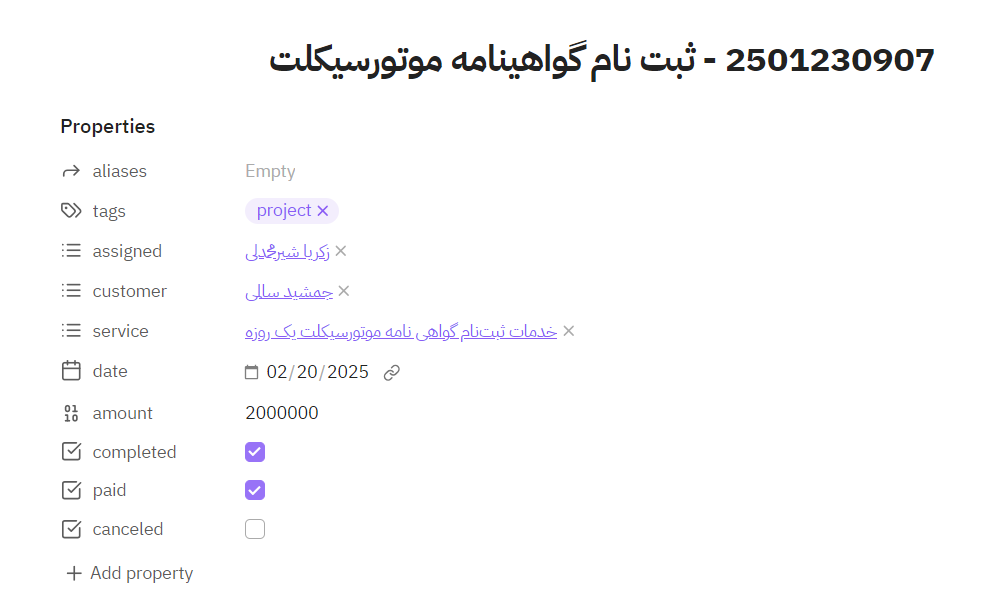 2501230907 - ثبت نام گواهینامه موتورسیکلت
Properties
aliases Empty
tags project
assigned زکریا شیرمحمدلی
customer جمشید سالی
service خدمات ثبت‌نام گواهی نامه موتورسیکلت یک روزه
date 02/20/2025
amount 2000000
completed
paid
canceled
+ Add property